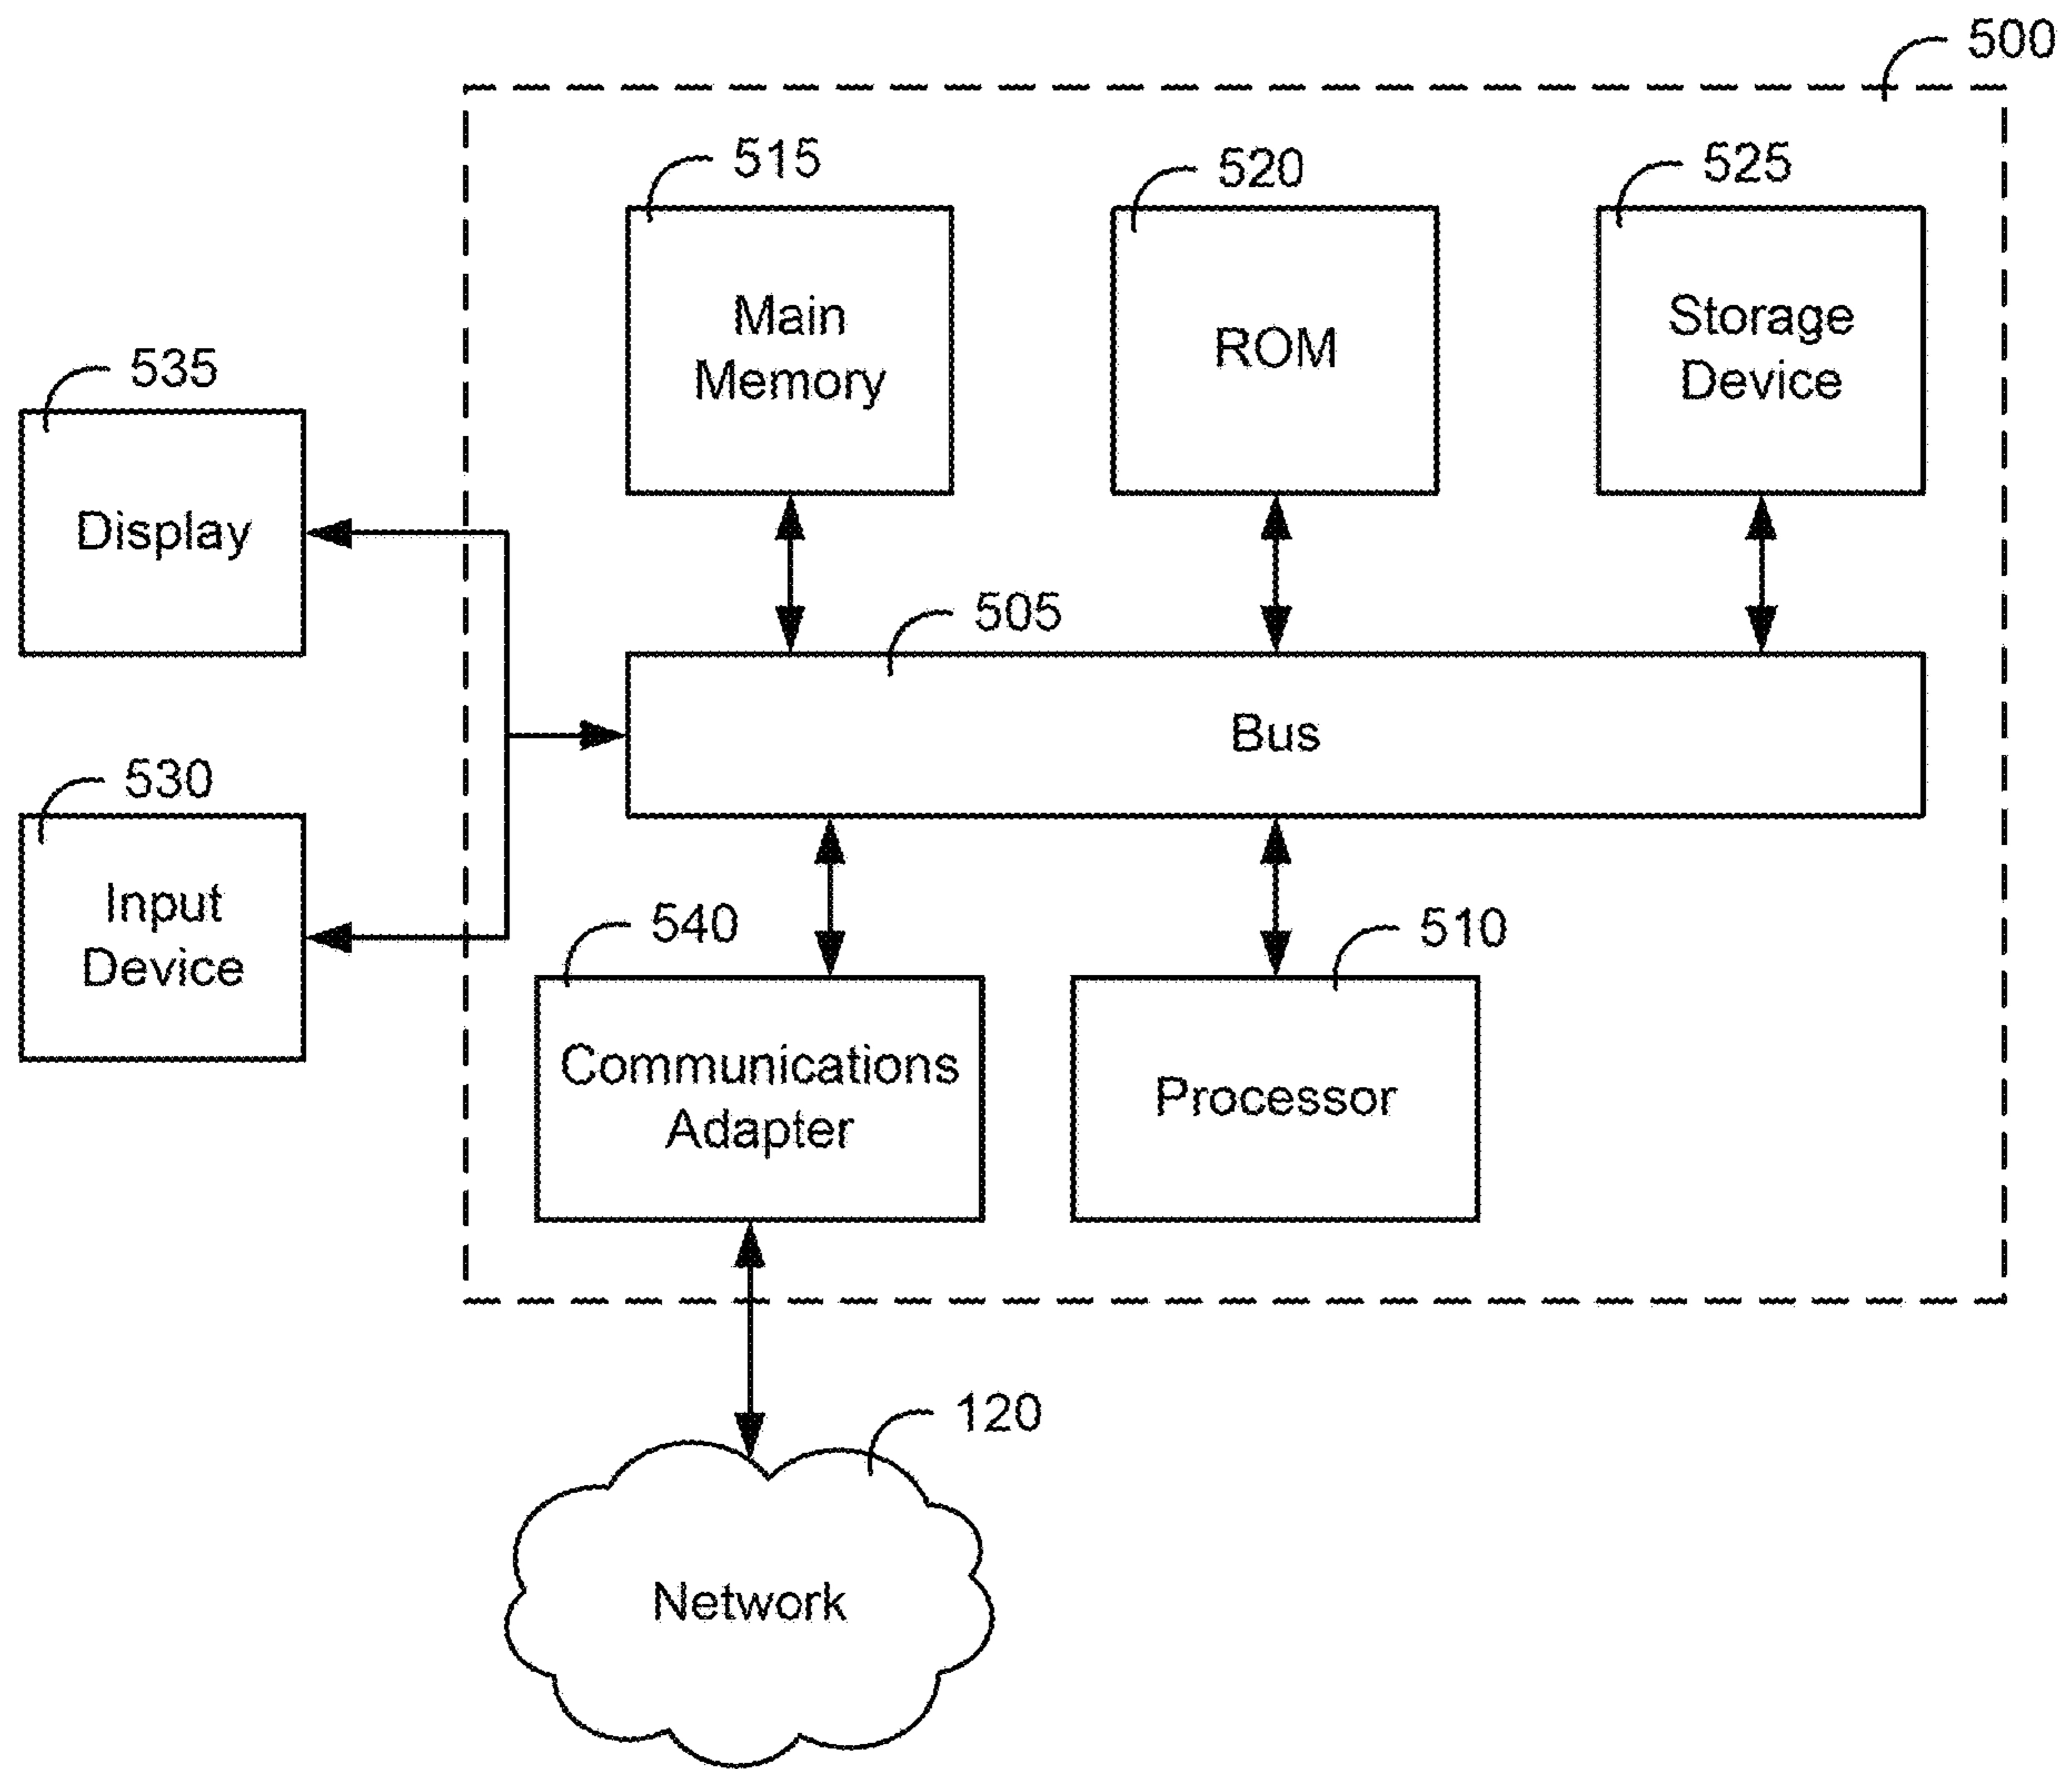 500
515
520
525
Main
Memory
ROM
Storage
Device
535
Display
505
Bus
530
Input
Device
540
510
Communications
Adapter
Processor
120
Network